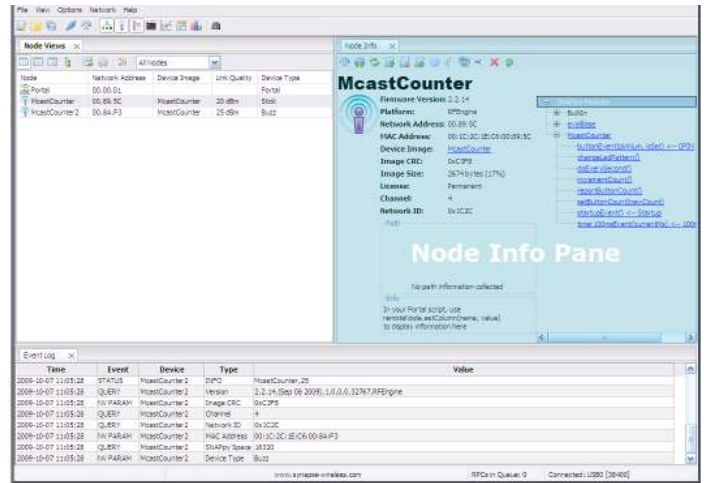 File View Options Network Help
Node Views
Node Info
All Nodes
Node Network Address Device Image Link Quality Device Type
Portal 00.00.01 Portal
McastCounter 00.89.5C McastCounter 20 dBm Stick
McastCounter2 00.8A.F3 McastCounter 25 dBm Buzz
McastCounter
Firmware Version: 2.2.14
Platform: RFEngine
Network Address: 00.89.5C
MAC Address: 00:1C:2C:1E:C6:00:89:5C
Device Image: McastCounter
Image CRC: 0xC3F8
Image Size: 2674 bytes (17%)
License: Permanent
Channel: 4
Network ID: 0x1C2C
Path
No path information collected
Info
In your Portal script, use
remoteNode.setColumn(name, value)
to display information here
BuiltIn
evalBase
McastCounter
changeLedPattern()
doEverySecond()
incrementCount()
reportButtonCount()
setButtonCount(newCount)
startupEvent() <-- Startup
Node Info Pane
Event Log
Time Event Device Type Value
2009-10-07 11:05:28 STATUS McastCounter2 INFO McastCounter,25
2009-10-07 11:05:28 QUERY McastCounter2 Version 2.2.14,(Sep 06 2009),1,0,0,0,32767,RFEngine
2009-10-07 11:05:28 NV PARAM McastCounter2 Image CRC 0xC3F8
2009-10-07 11:05:28 QUERY McastCounter2 Channel 4
2009-10-07 11:05:28 QUERY McastCounter2 Network ID 0x1C2C
2009-10-07 11:05:28 QUERY McastCounter2 MAC Address 00:1C:2C:1E:C6:00:8A:F3
2009-10-07 11:05:28 QUERY McastCounter2 SNAPpy Space 16320
2009-10-07 11:05:28 NV PARAM McastCounter2 Device Type Buzz
www.synapse-wireless.com RPCs in Queue: 0 Connected: USB0 [38400]